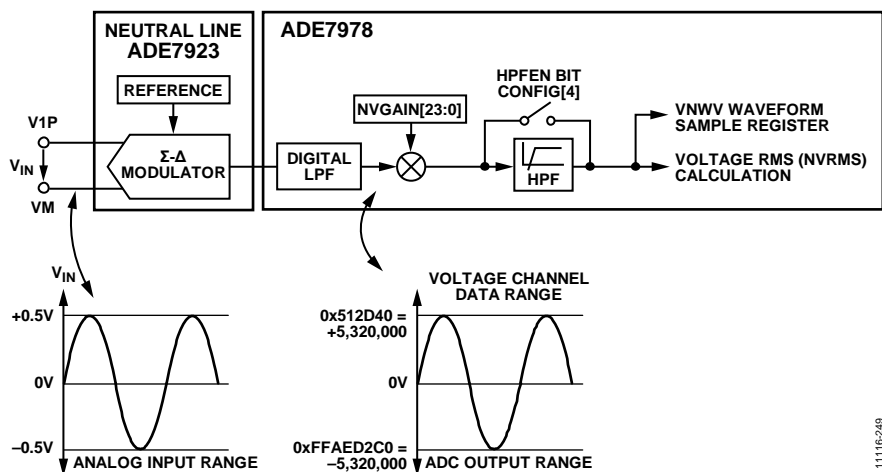 NEUTRAL LINE
ADE7923
ADE7978
REFERENCE
V1P
VIN
VM
Σ-Δ
MODULATOR
DIGITAL
LPF
NVGAIN[23:0]
HPFEN BIT
CONFIG[4]
HPF
VNWV WAVEFORM
SAMPLE REGISTER
VOLTAGE RMS (NVRMS)
CALCULATION
VIN
+0.5V
0V
–0.5V
ANALOG INPUT RANGE
VOLTAGE CHANNEL
DATA RANGE
0x512D40 =
+5,320,000
0V
0xFFAED2C0 =
–5,320,000
ADC OUTPUT RANGE
11116-249